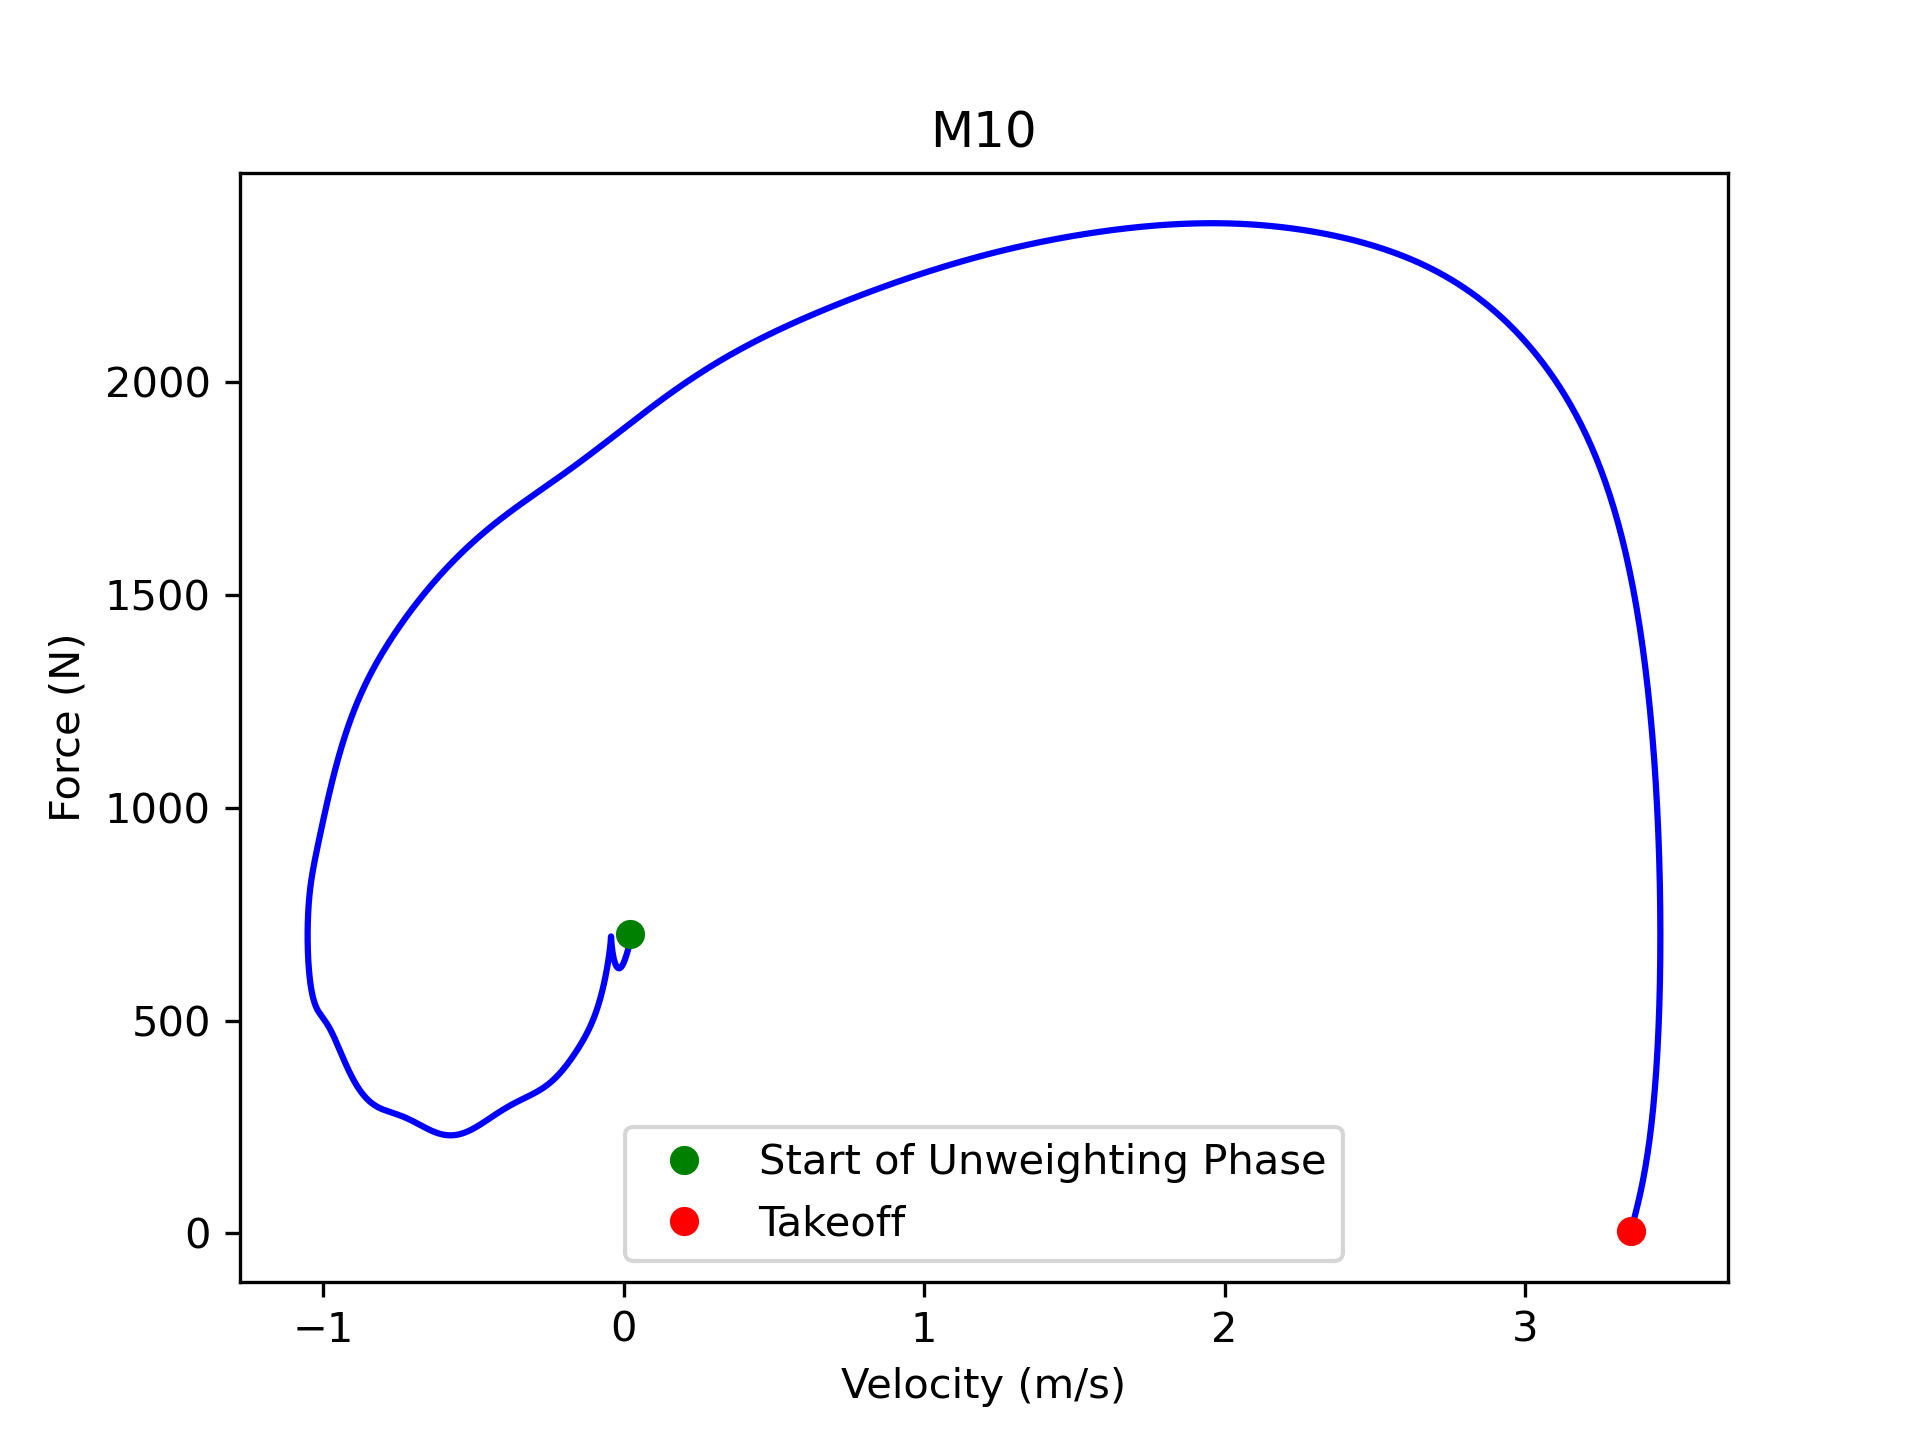 M10
2000
1500
1000
500
0
Force (N)
−1 0 1 2 3
Velocity (m/s)
Start of Unweighting Phase
Takeoff